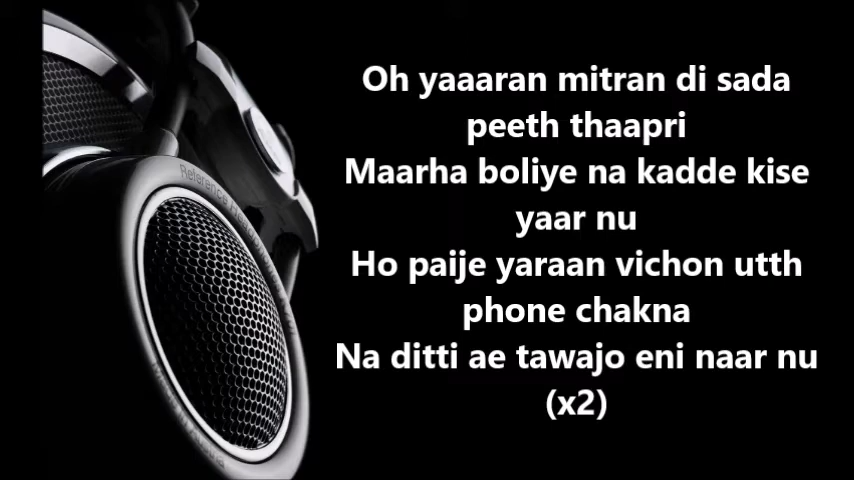 Reference Headphone
Oh yaaaran mitran di sada
peeth thaapri
Maarha boliye na kadde kise
yaar nu
Ho paije yaraan vichon utth
phone chakna
Na ditti ae tawajo eni naar nu
(x2)